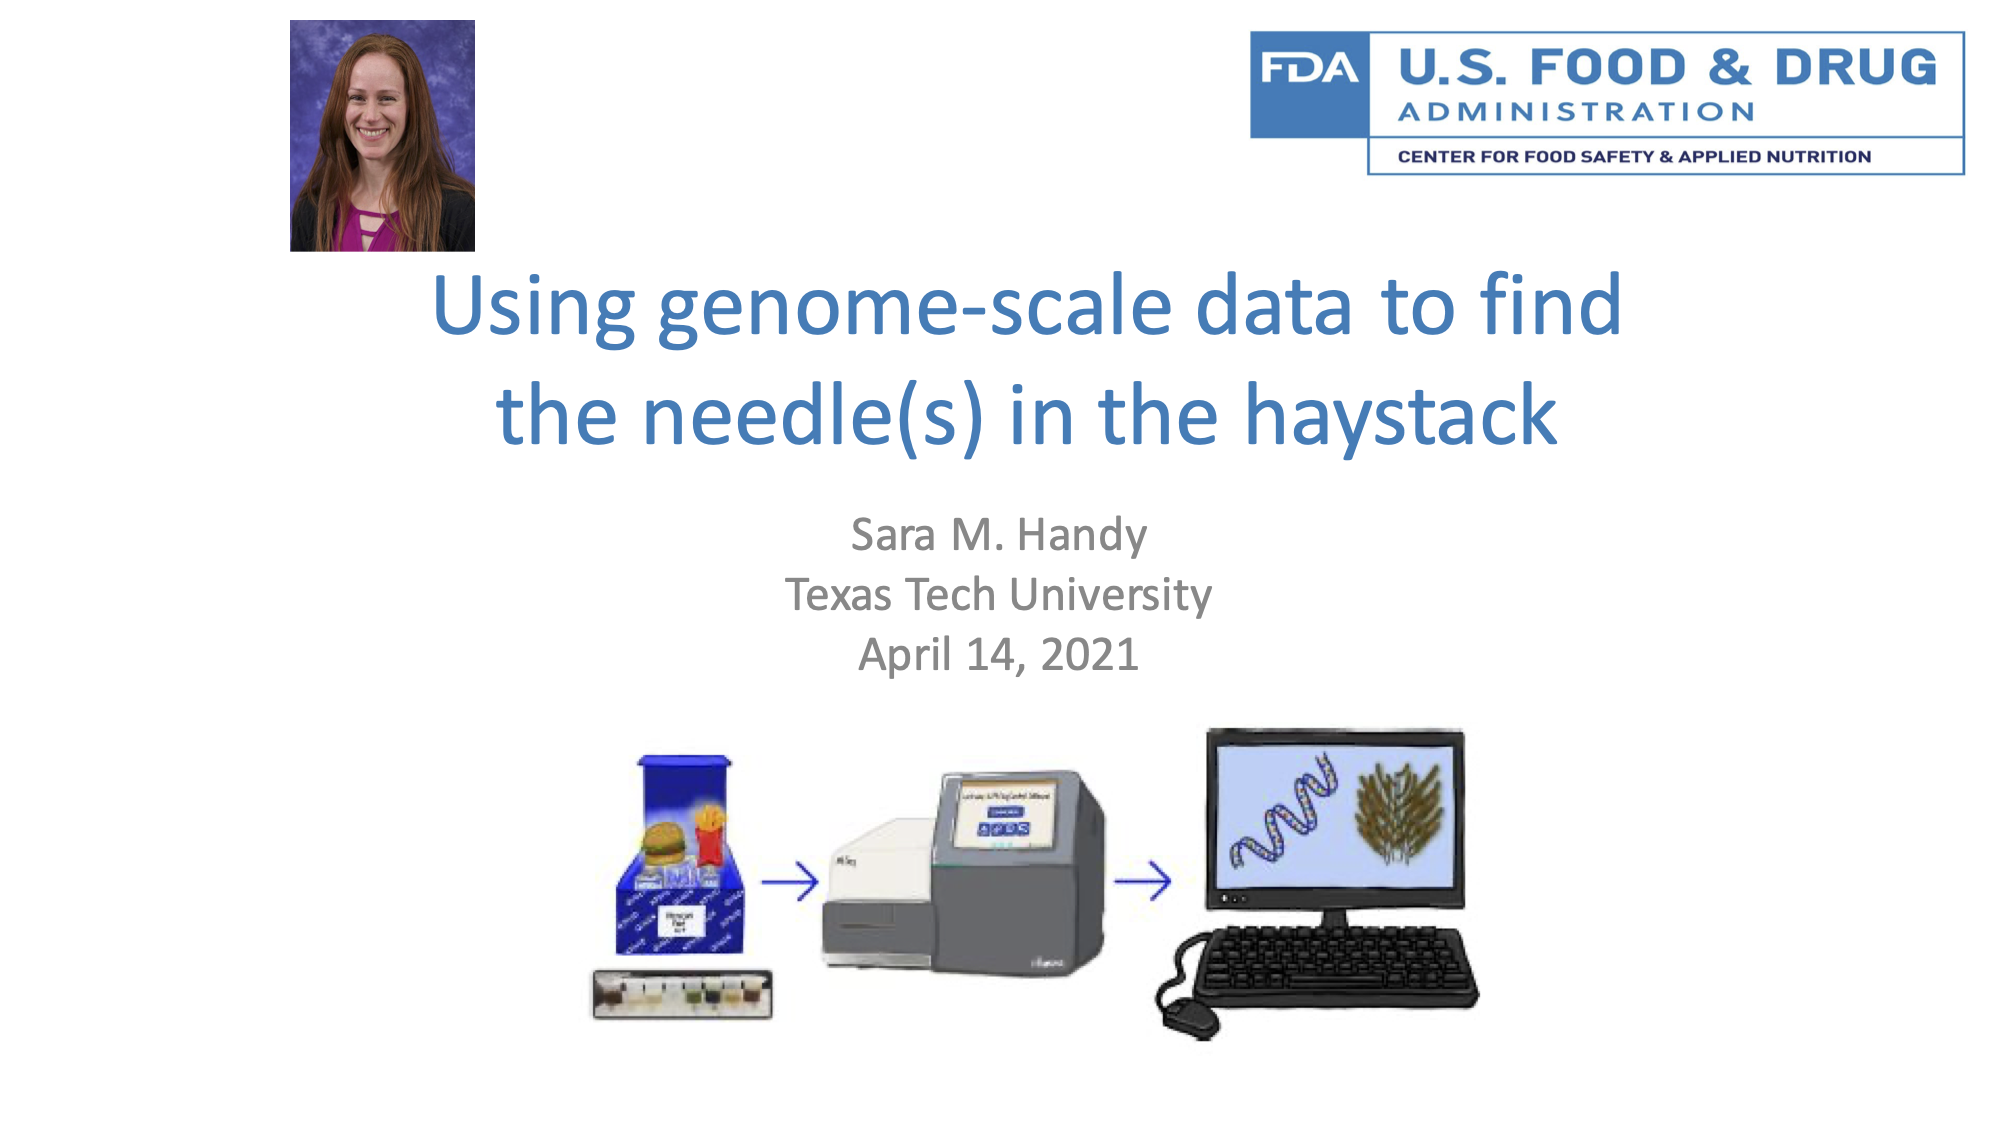 FDA
U.S. FOOD & DRUG
ADMINISTRATION
CENTER FOR FOOD SAFETY & APPLIED NUTRITION
Using genome-scale data to find
the needle(s) in the haystack
Sara M. Handy
Texas Tech University
April 14, 2021